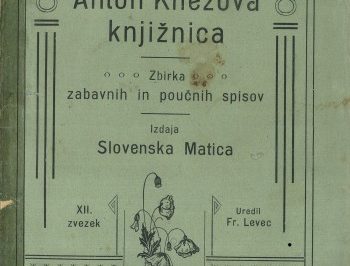 Anton Knezova
knjižnica
Zbirka
zabavnih in poučnih spisov
Izdaja
Slovenska Matica
XII.
zvezek
Uredil
Fr. Levec